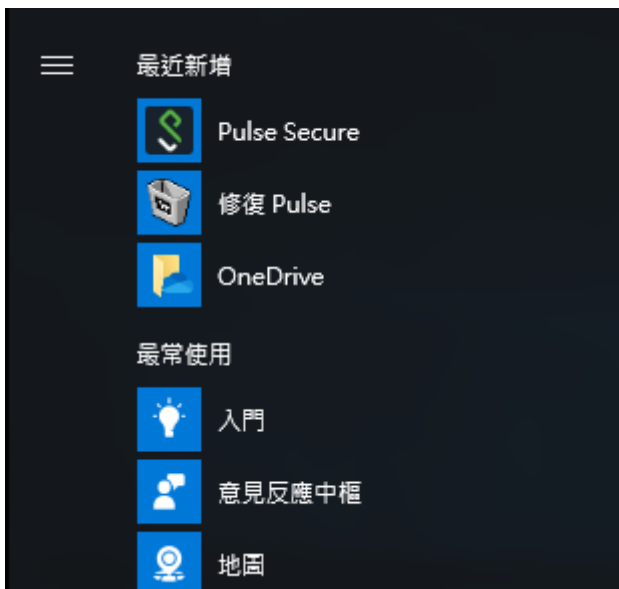 最近新增
Pulse Secure
修復 Pulse
OneDrive
最常使用
入門
意見反應中樞
地圖